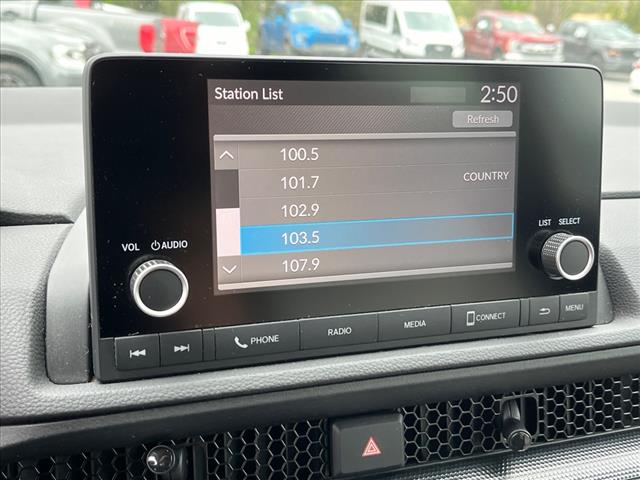 Station List 2:50
Refresh
100.5
101.7 COUNTRY
102.9
103.5
107.9
VOL AUDIO
LIST SELECT
PHONE RADIO MEDIA CONNECT MENU